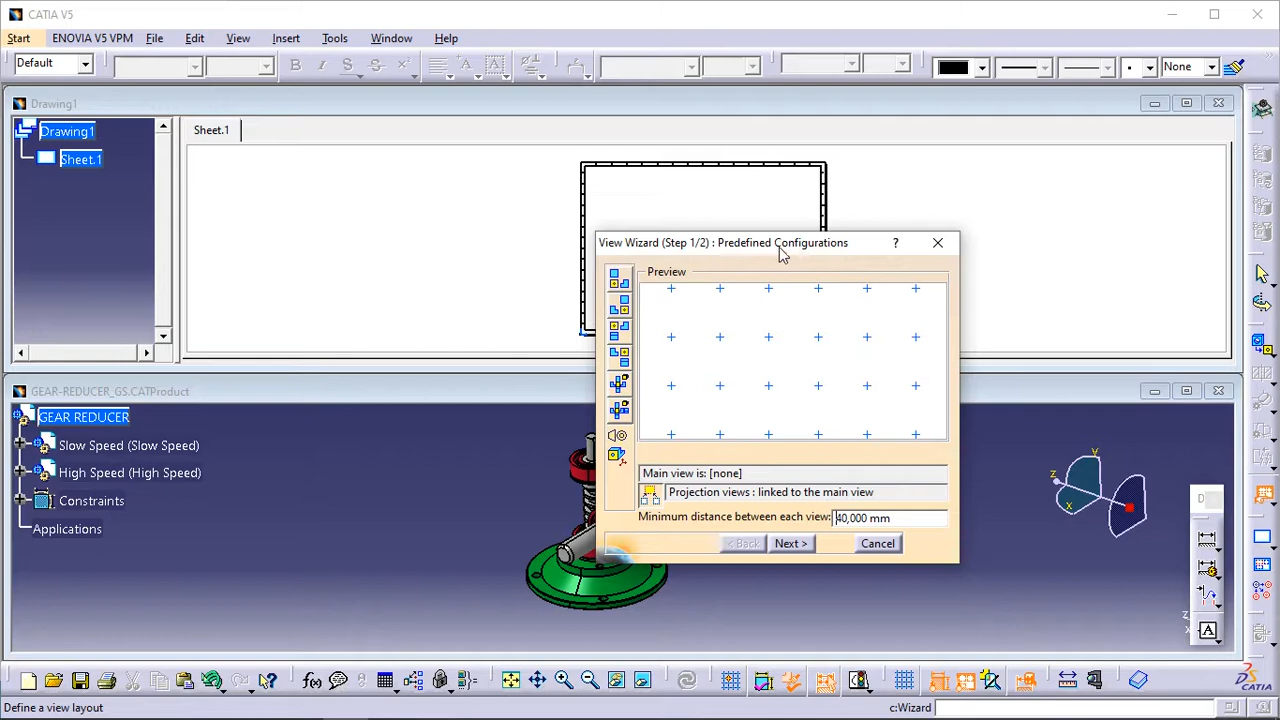 CATIA V5
Start ENOVIA V5 VPM File Edit View Insert Tools Window Help
Default B I S S None
Drawing1
Drawing1
Sheet.1
Sheet.1
View Wizard (Step 1/2) : Predefined Configurations ?
Preview
Main view is: [none]
Projection views : linked to the main view
Minimum distance between each view: 40,000 mm
< Back Next > Cancel
GEAR-REDUCER_GS.CATProduct
GEAR REDUCER
Slow Speed (Slow Speed)
High Speed (High Speed)
Constraints
Applications
y
z
x
D
A
z
x
f(x)
CATIA
Define a view layout c:Wizard